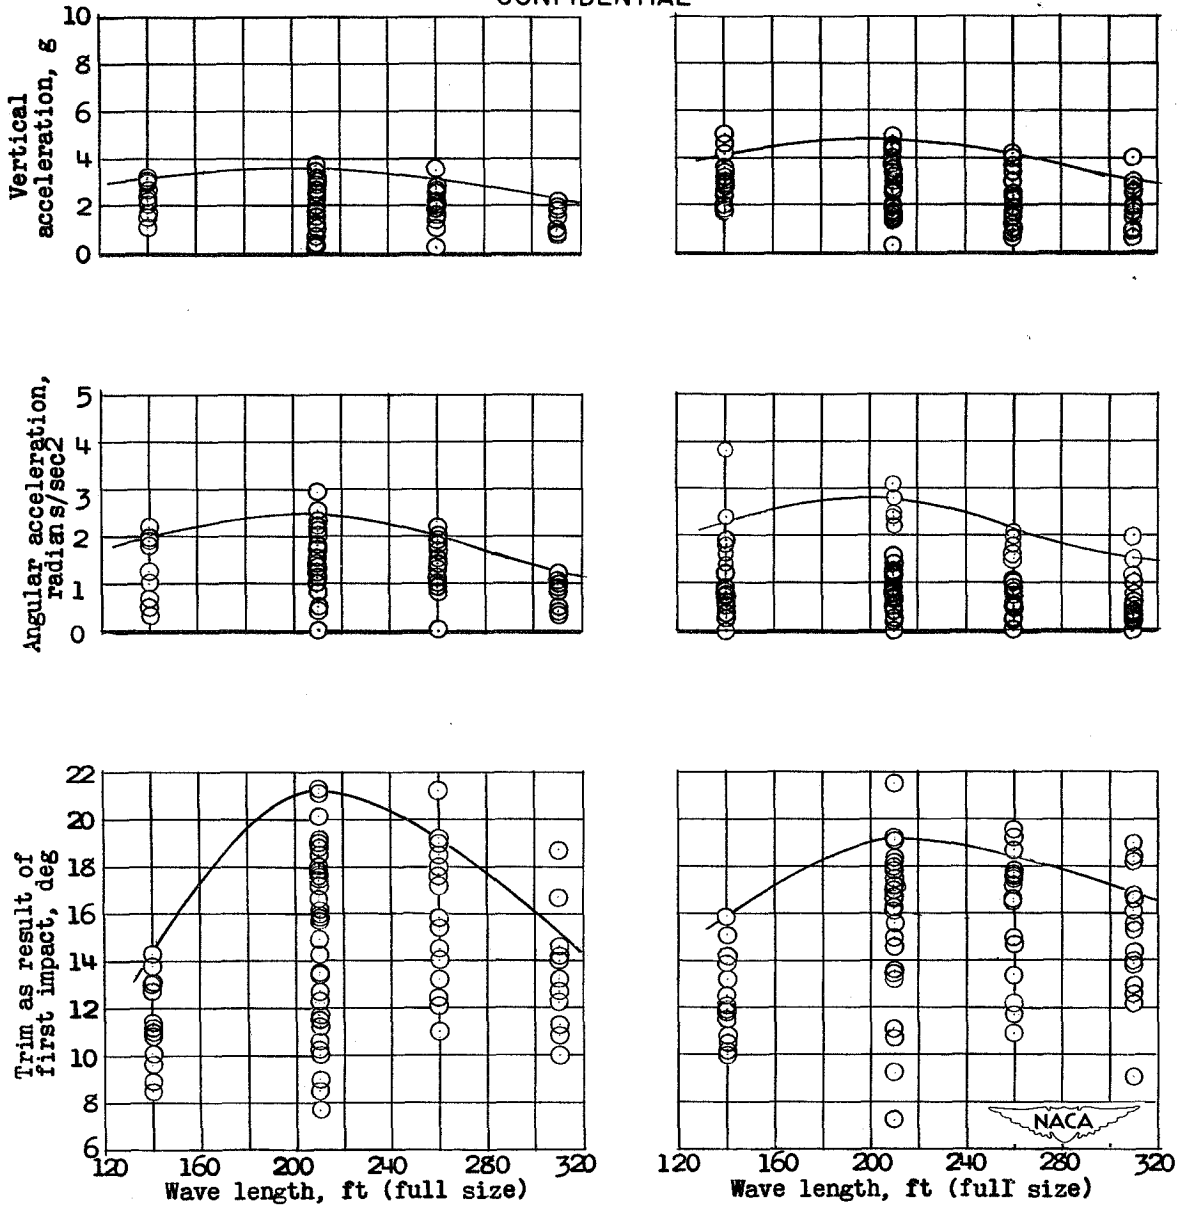 CONFIDENTIAL
Vertical
acceleration, g
10
8
6
4
2
0
Angular acceleration,
radians/sec2
5
4
3
2
1
0
Trim as result of
first impact, deg
22
20
18
16
14
12
10
8
6
120 160 200 240 280 320
Wave length, ft (full size)
NACA
120 160 200 240 280 320
Wave length, ft (full size)